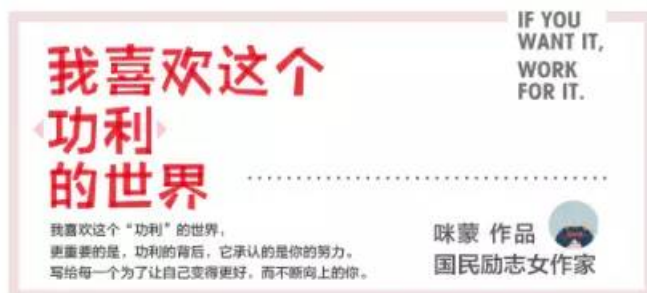 IF YOU
WANT IT,
WORK
FOR IT.
我喜欢这个
功利
的世界
我喜欢这个“功利”的世界，
更重要的是，功利的背后，它承认的是你的努力。
写给每一个为了让自己变得更好，而不断向上的你。
咪蒙 作品
国民励志女作家